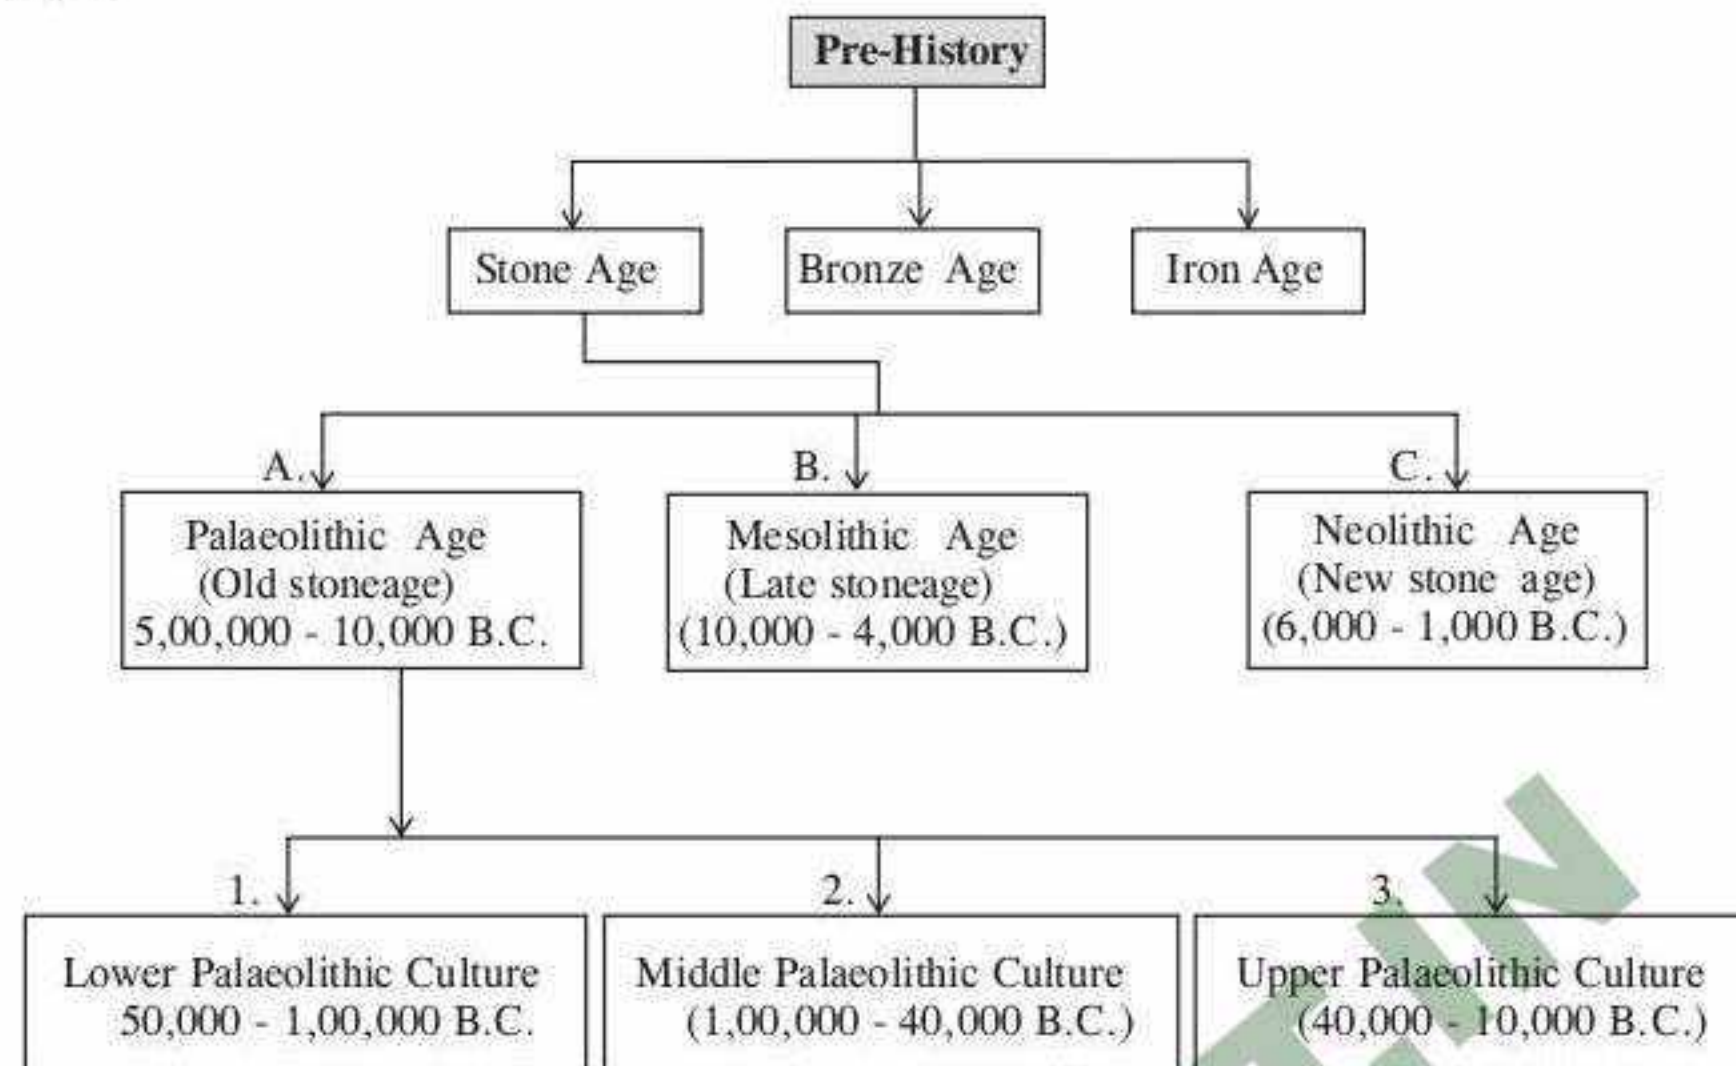 Pre-History
Stone Age
Bronze Age
Iron Age
A.
Palaeolithic Age
(Old stoneage)
5,00,000 - 10,000 B.C.
B.
Mesolithic Age
(Late stoneage)
(10,000 - 4,000 B.C.)
C.
Neolithic Age
(New stone age)
(6,000 - 1,000 B.C.)
1.
Lower Palaeolithic Culture
50,000 - 1,00,000 B.C.
2.
Middle Palaeolithic Culture
(1,00,000 - 40,000 B.C.)
3.
Upper Palaeolithic Culture
(40,000 - 10,000 B.C.)